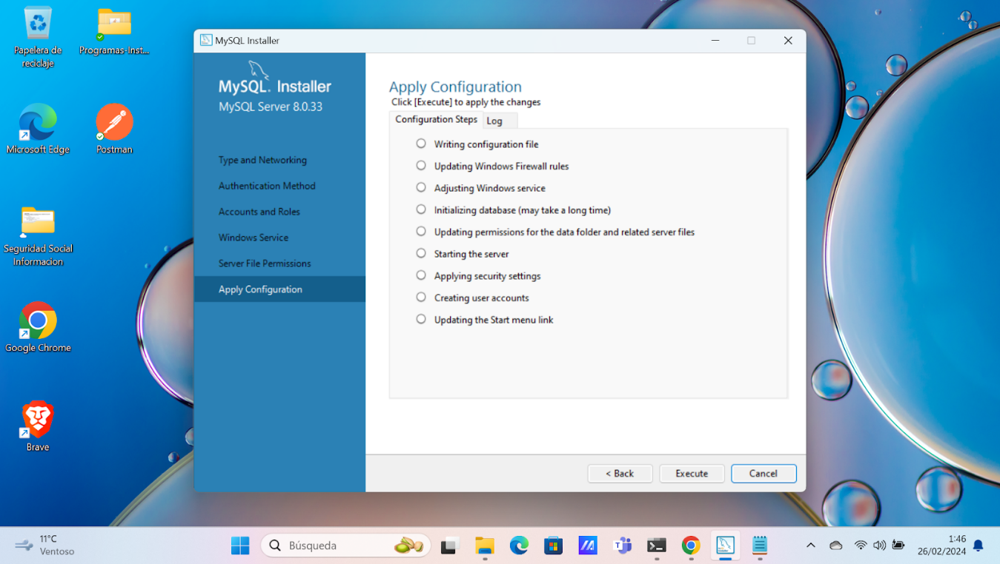 Papelera de
reciclaje
Programas-Inst...
Microsoft Edge
Postman
Seguridad Social
Informacion
Google Chrome
Brave
MySQL Installer
MySQL. Installer
MySQL Server 8.0.33
Type and Networking
Authentication Method
Accounts and Roles
Windows Service
Server File Permissions
Apply Configuration
Apply Configuration
Click [Execute] to apply the changes
Configuration Steps
Log
Writing configuration file
Updating Windows Firewall rules
Adjusting Windows service
Initializing database (may take a long time)
Updating permissions for the data folder and related server files
Starting the server
Applying security settings
Creating user accounts
Updating the Start menu link
< Back
Execute
Cancel
11°C
Ventoso
Búsqueda
1:46
26/02/2024